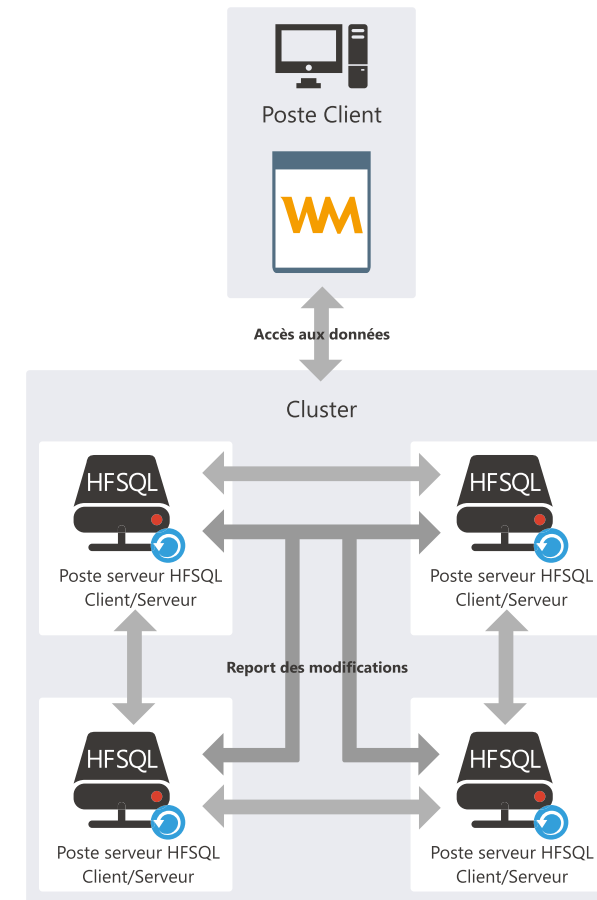 Poste Client
WM
Accès aux données
Cluster
HFSQL
HFSQL
Poste serveur HFSQL
Client/Serveur
Poste serveur HFSQL
Client/Serveur
Report des modifications
HFSQL
HFSQL
Poste serveur HFSQL
Client/Serveur
Poste serveur HFSQL
Client/Serveur